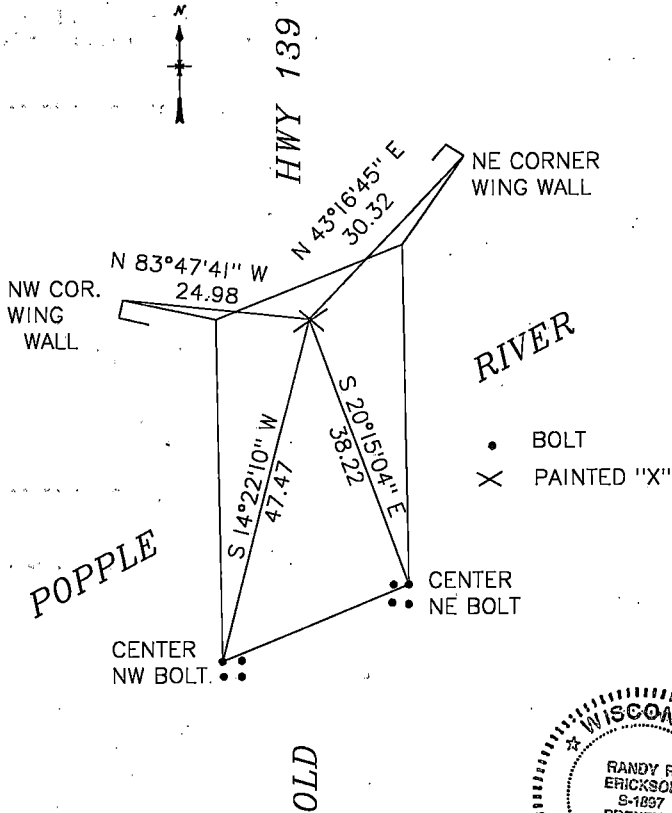 N
HWY 139
NE CORNER
WING WALL
N 43°16'45" E
30.32
N 83°47'41" W
24.98
NW COR.
WING
WALL
RIVER
• BOLT
PAINTED "X"
S 20°15'04" E
38.22
S 14°22'10" W
47.47
POPPLE
CENTER
NE BOLT
CENTER
NW BOLT
OLD
RANDY
S-1897